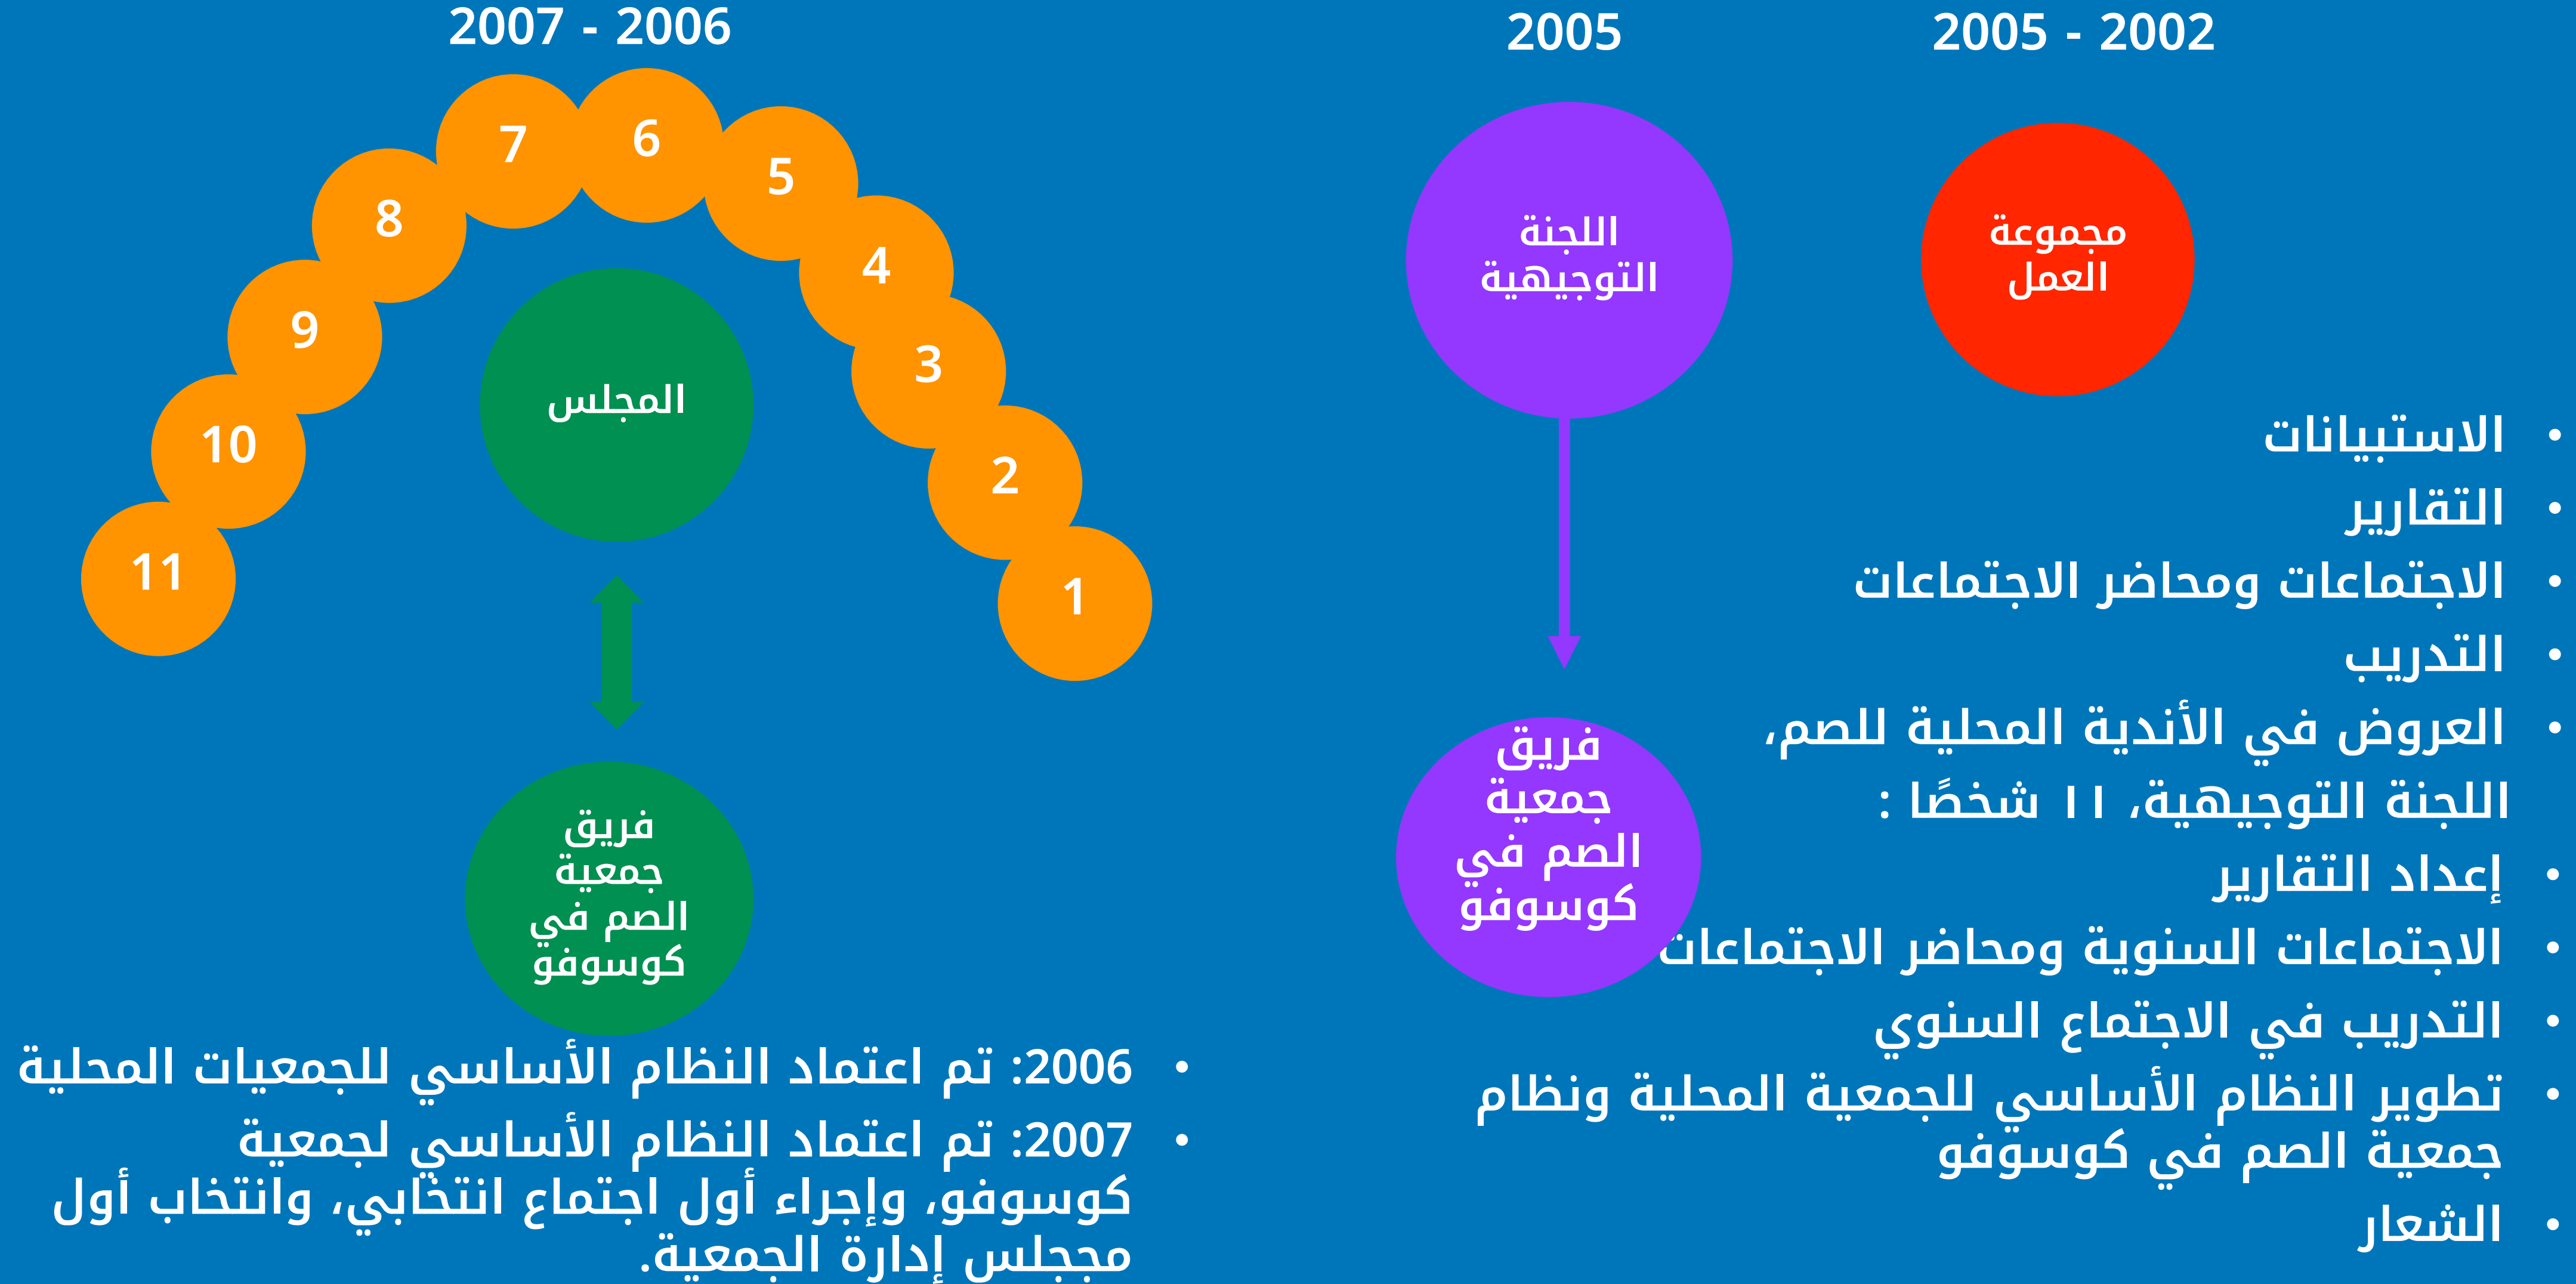 2002 - 2005
مجموعة
العمل
• الاستبيانات
• التقارير
• الاجتماعات ومحاضر الاجتماعات
• التدريب
• العروض في الأندية المحلية للصم،
اللجنة التوجيهية، ١١ شخصًا :
• إعداد التقارير
• الاجتماعات السنوية ومحاضر الاجتماعات
• التدريب في الاجتماع السنوي
• تطوير النظام الأساسي للجمعية المحلية ونظام
جمعية الصم في كوسوفو
• الشعار
2005
اللجنة
التوجيهية
فريق
جمعية
الصم في
كوسوفو
2006 - 2007
1
2
3
4
5
6
7
8
9
10
11
المجلس
فريق
جمعية
الصم في
كوسوفو
• 2006: تم اعتماد النظام الأساسي للجمعيات المحلية
• 2007: تم اعتماد النظام الأساسي لجمعية
كوسوفو، وإجراء أول اجتماع انتخابي، وانتخاب أول
مججلس إدارة الجمعية.